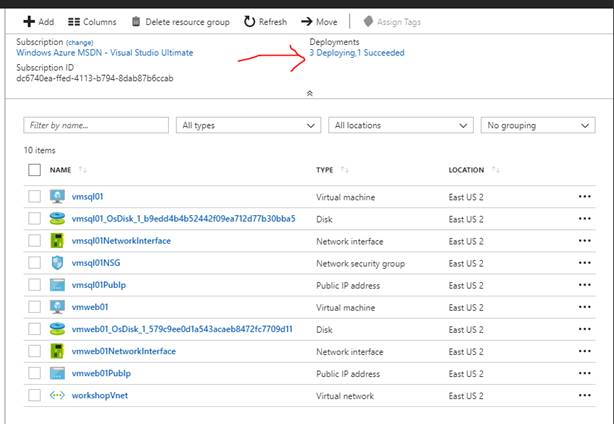 Add Columns Delete resource group Refresh Move Assign Tags
Subscription (change) Deployments
Windows Azure MSDN - Visual Studio Ultimate 3 Deploying,1 Succeeded
Subscription ID
dc6740ea-ffed-4113-b794-8dab87b6ccab
Filter by name... All types All locations No grouping
10 items
NAME TYPE LOCATION
vmsql01 Virtual machine East US 2 ...
vmsql01_OsDisk_1_b9edd4b4b52442f09ea712d77b30bba5 Disk East US 2 ...
vmsql01NetworkInterface Network interface East US 2 ...
vmsql01NSG Network security group East US 2 ...
vmsql01PubIp Public IP address East US 2 ...
vmweb01 Virtual machine East US 2 ...
vmweb01_OsDisk_1_579c9ee0d1a543acaeb8472fc7709d11 Disk East US 2 ...
vmweb01NetworkInterface Network interface East US 2 ...
vmweb01PubIp Public IP address East US 2 ...
workshopVnet Virtual network East US 2 ...